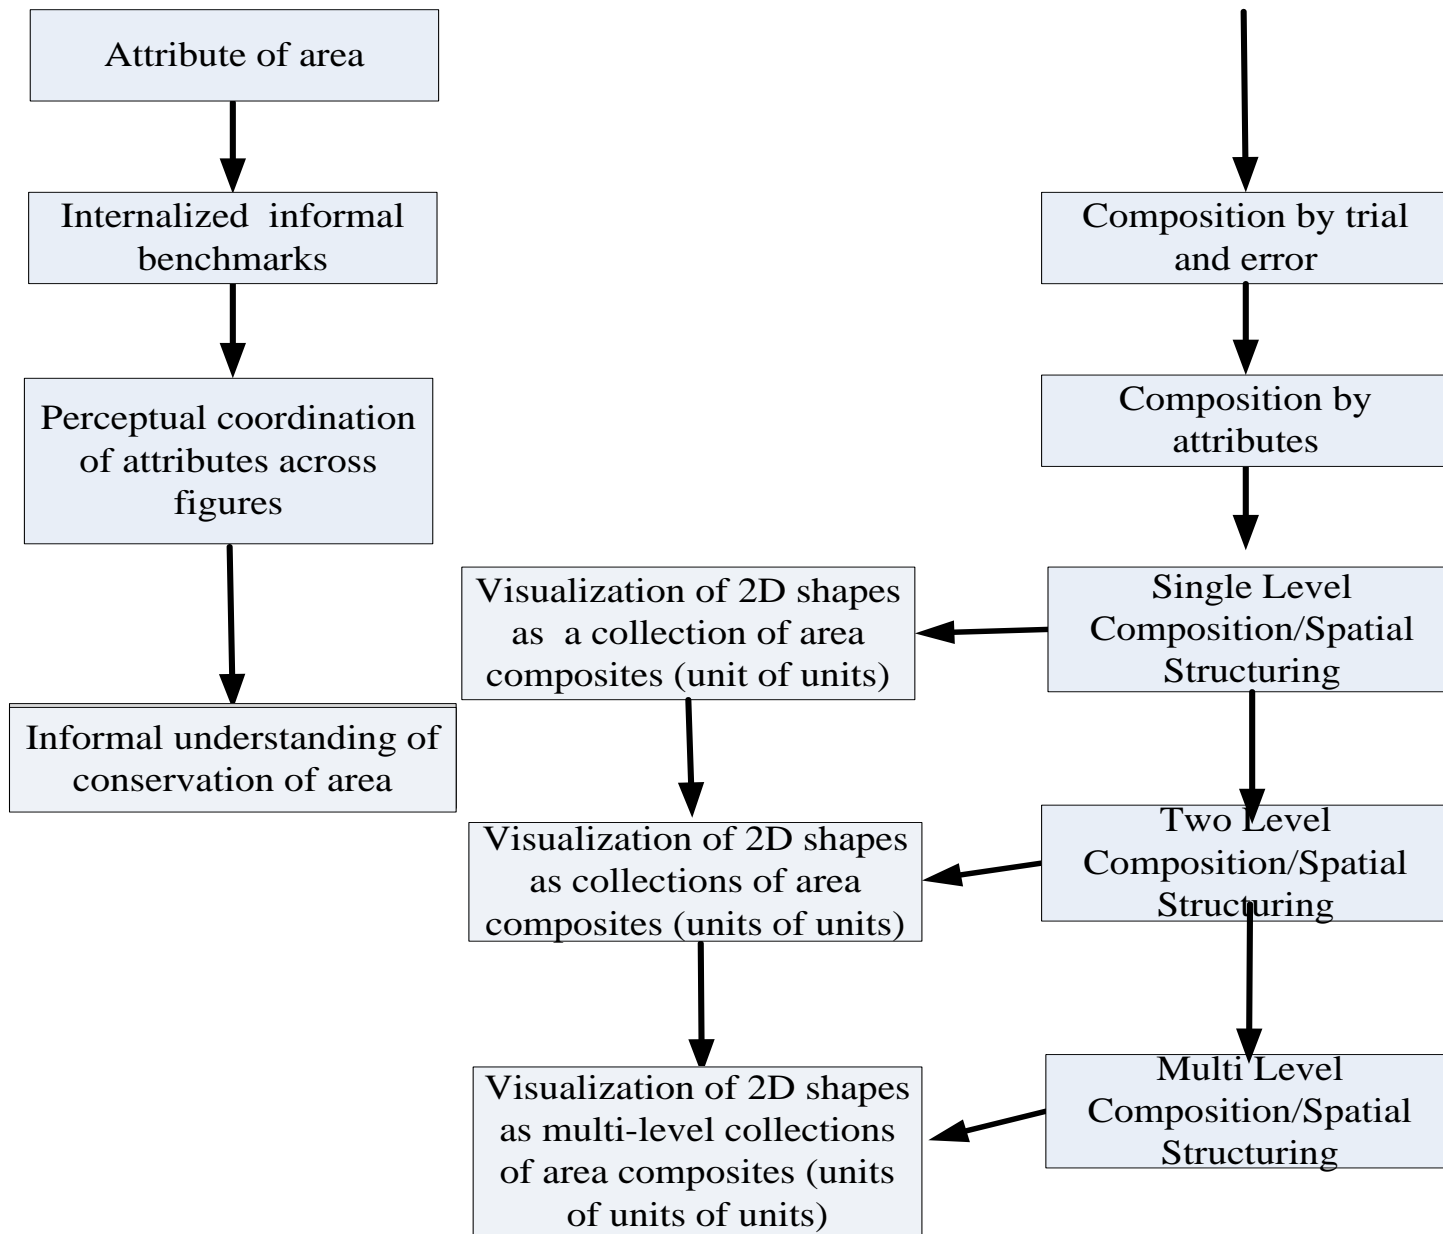 Attribute of area
Internalized  informal
benchmarks
Perceptual coordination
of attributes across
figures
Informal understanding of
conservation of area
Visualization of 2D shapes
as  a collection of area
composites (unit of units)
Visualization of 2D shapes
as collections of area
composites (units of units)
Visualization of 2D shapes
as multi-level collections
of area composites (units
of units of units)
Composition by trial
and error
Composition by
attributes
Single Level
Composition/Spatial
Structuring
Two Level
Composition/Spatial
Structuring
Multi Level
Composition/Spatial
Structuring